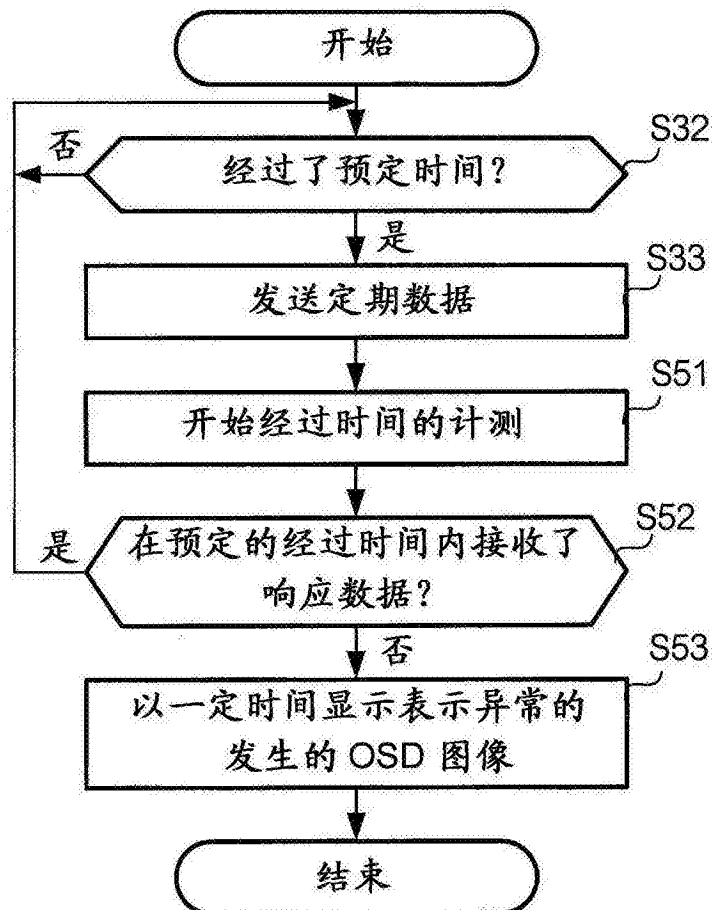 开始
S32
否
经过了预定时间？
是
S33
发送定期数据
S51
开始经过时间的计测
S52
是
在预定的经过时间内接收了
响应数据？
否
S53
以一定时间显示表示异常的
发生的 OSD 图像
结束